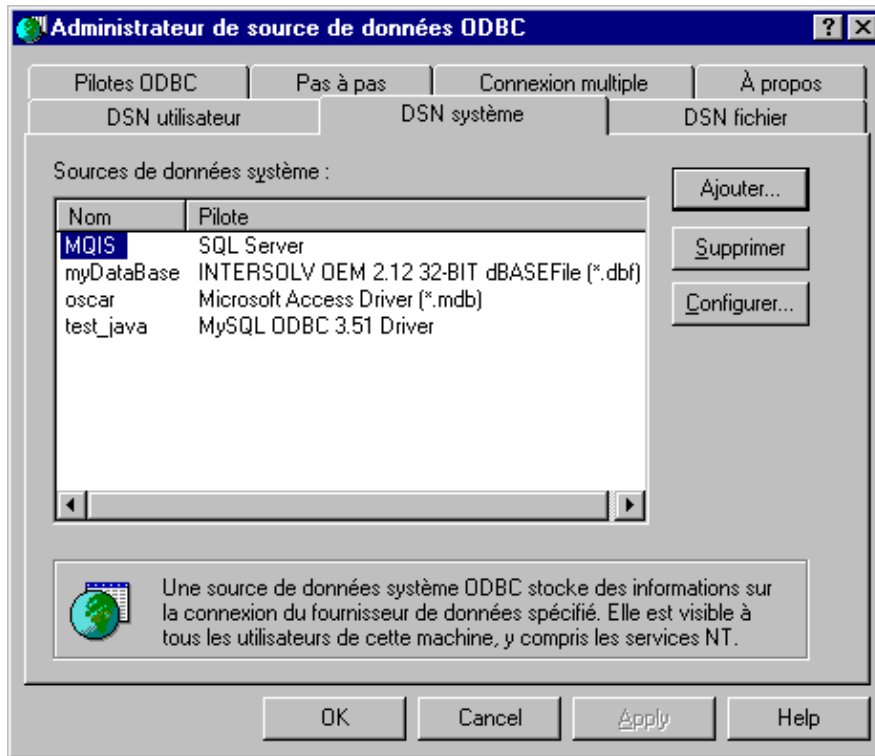 Administrateur de source de données ODBC
Pilotes ODBC Pas à pas Connexion multiple À propos
DSN utilisateur DSN système DSN fichier
Sources de données système :
Nom Pilote
MQIS SQL Server
myDataBase INTERSOLV OEM 2.12 32-BIT dBASEFile (*.dbf)
oscar Microsoft Access Driver (*.mdb)
test_java MySQL ODBC 3.51 Driver
Ajouter...
Supprimer
Configurer...
Une source de données système ODBC stocke des informations sur
la connexion du fournisseur de données spécifié. Elle est visible à
tous les utilisateurs de cette machine, y compris les services NT.
OK Cancel Apply Help